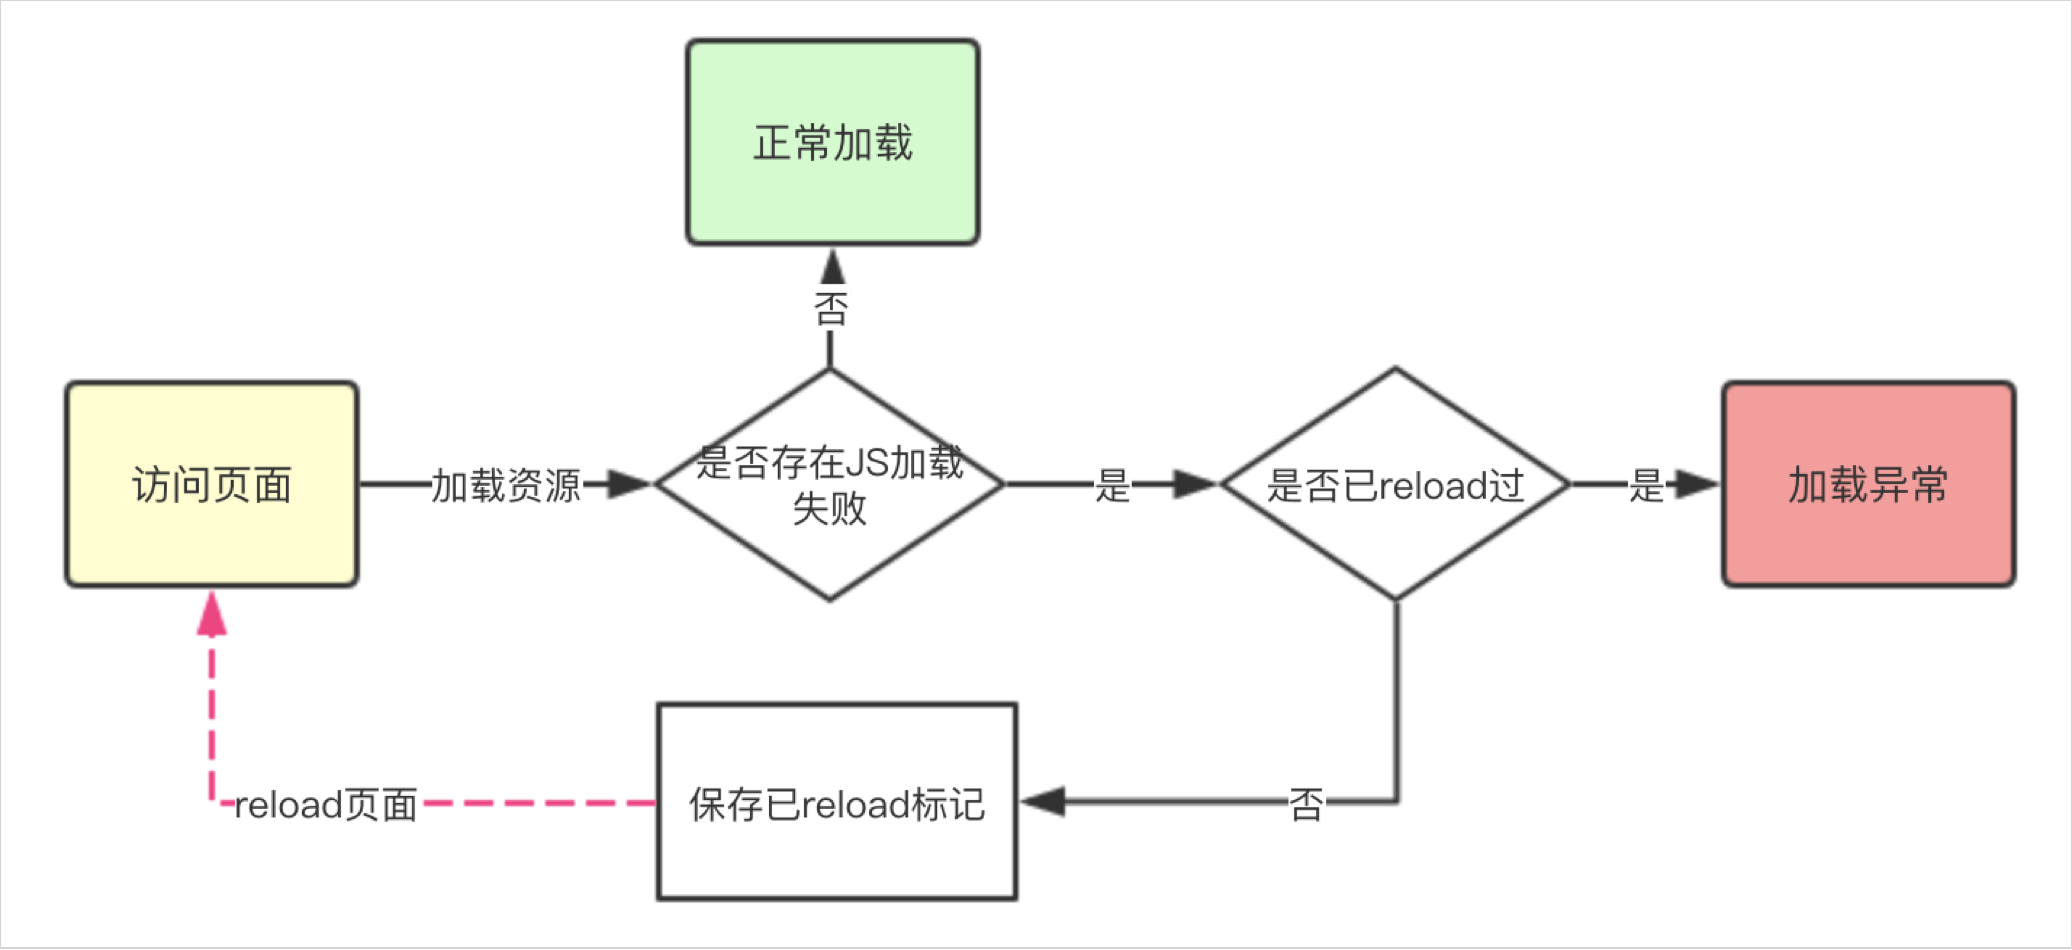 正常加载
否
访问页面
加载资源
是否存在JS加载
失败
是
是否已reload过
是
加载异常
reload页面
保存已reload标记
否